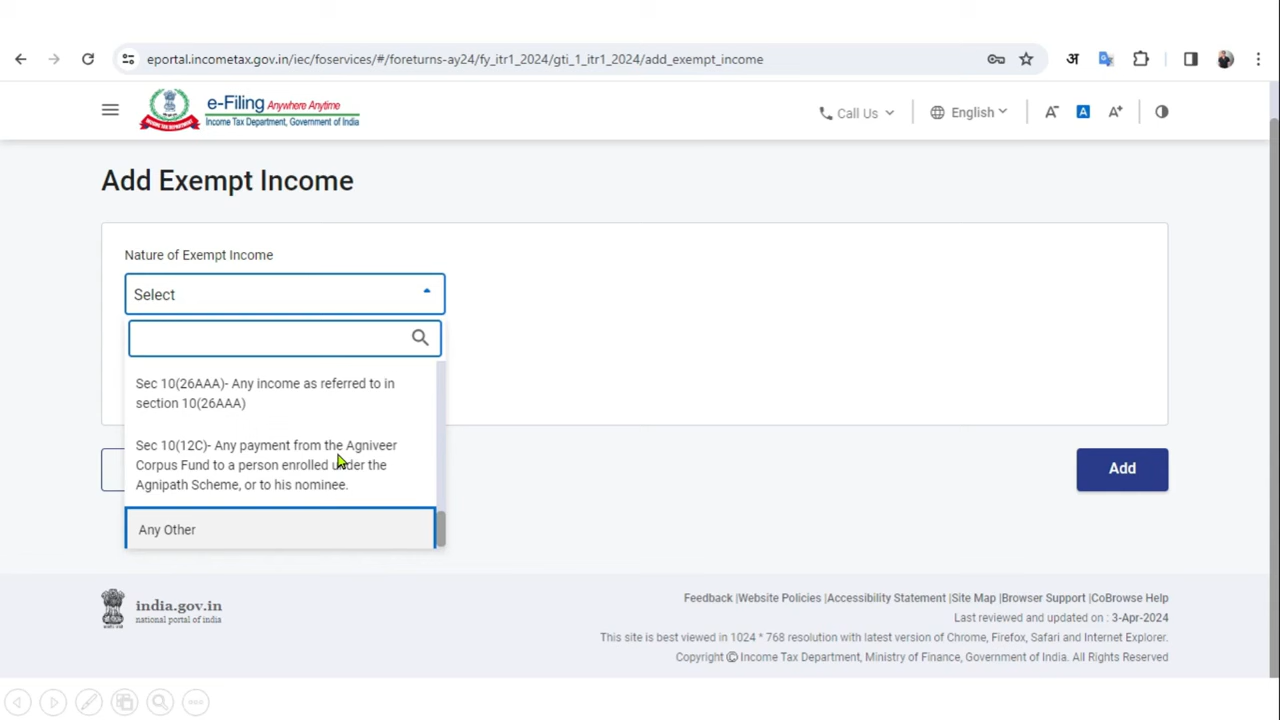 eportal.incometax.gov.in/iec/foservices/#/foreturns-ay24/fy_itr1_2024/gti_1_itr1_2024/add_exempt_income
अ
e-Filing Anywhere Anytime
Income Tax Department, Government of India
Call Us
English
A-
A
A+
Add Exempt Income
Nature of Exempt Income
Select
Sec 10(26AAA)- Any income as referred to in
section 10(26AAA)
Sec 10(12C)- Any payment from the Agniveer
Corpus Fund to a person enrolled under the
Agnipath Scheme, or to his nominee.
Any Other
Add
india.gov.in
national portal of india
Feedback |Website Policies |Accessibility Statement |Site Map |Browser Support |CoBrowse Help
Last reviewed and updated on : 3-Apr-2024
This site is best viewed in 1024 * 768 resolution with latest version of Chrome, Firefox, Safari and Internet Explorer.
Copyright © Income Tax Department, Ministry of Finance, Government of India. All Rights Reserved